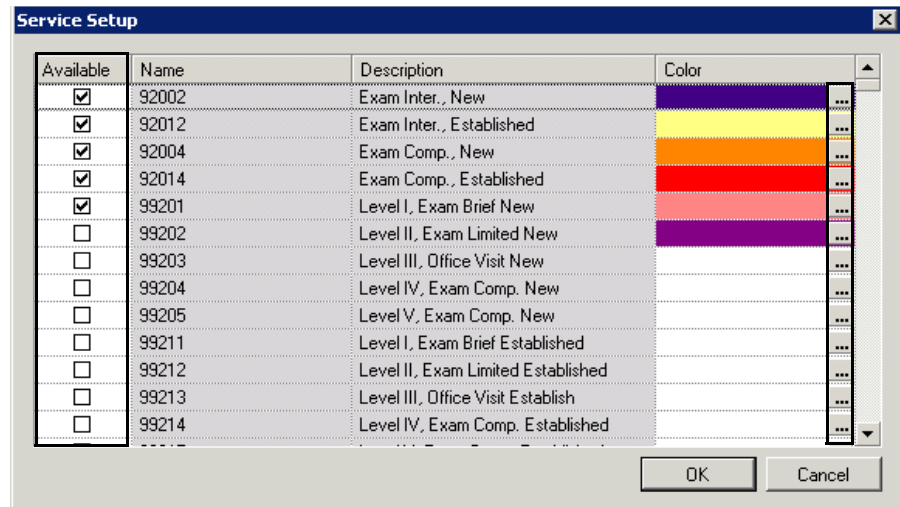 Service Setup
Available Name Description Color
92002 Exam Inter., New ...
92012 Exam Inter., Established ...
92004 Exam Comp., New ...
92014 Exam Comp., Established ...
99201 Level I, Exam Brief New ...
99202 Level II, Exam Limited New ...
99203 Level III, Office Visit New ...
99204 Level IV, Exam Comp. New ...
99205 Level V, Exam Comp. New ...
99211 Level I, Exam Brief Established ...
99212 Level II, Exam Limited Established ...
99213 Level III, Office Visit Establish ...
99214 Level IV, Exam Comp. Established ...
OK Cancel